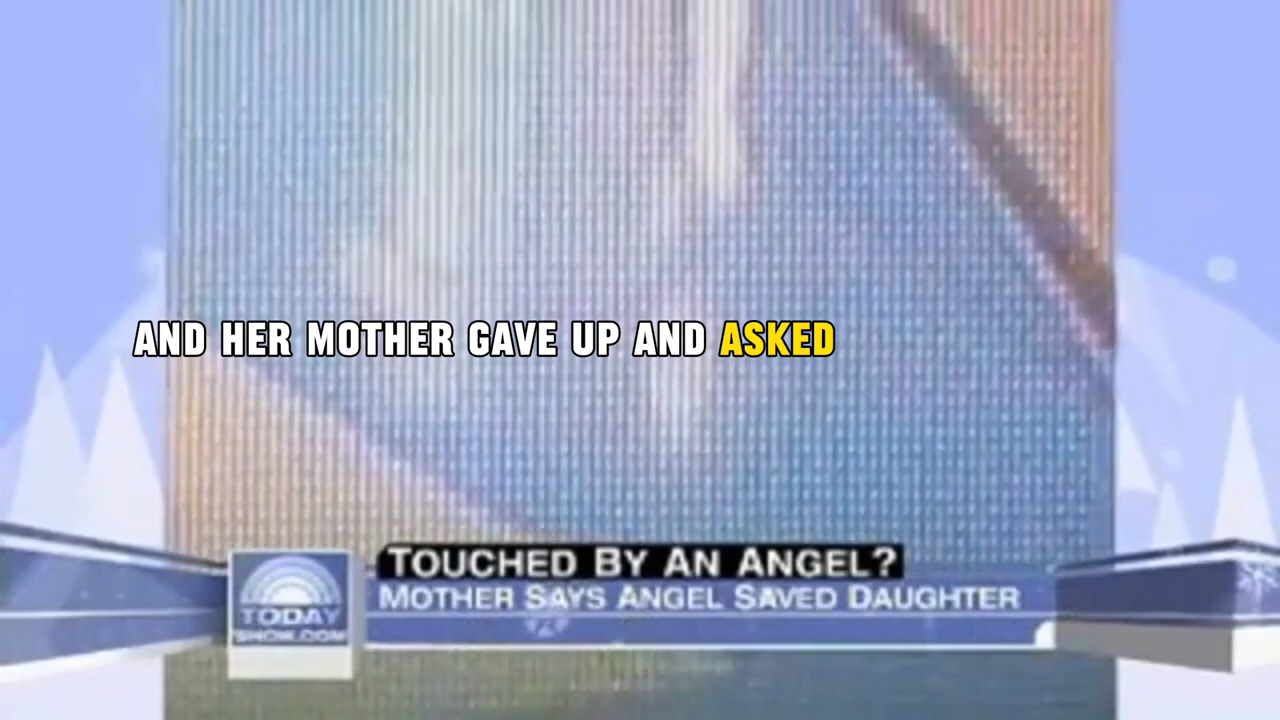 AND HER MOTHER GAVE UP AND ASKED
TOUCHED BY AN ANGEL?
MOTHER SAYS ANGEL SAVED DAUGHTER
TODAY
SHOW.COM